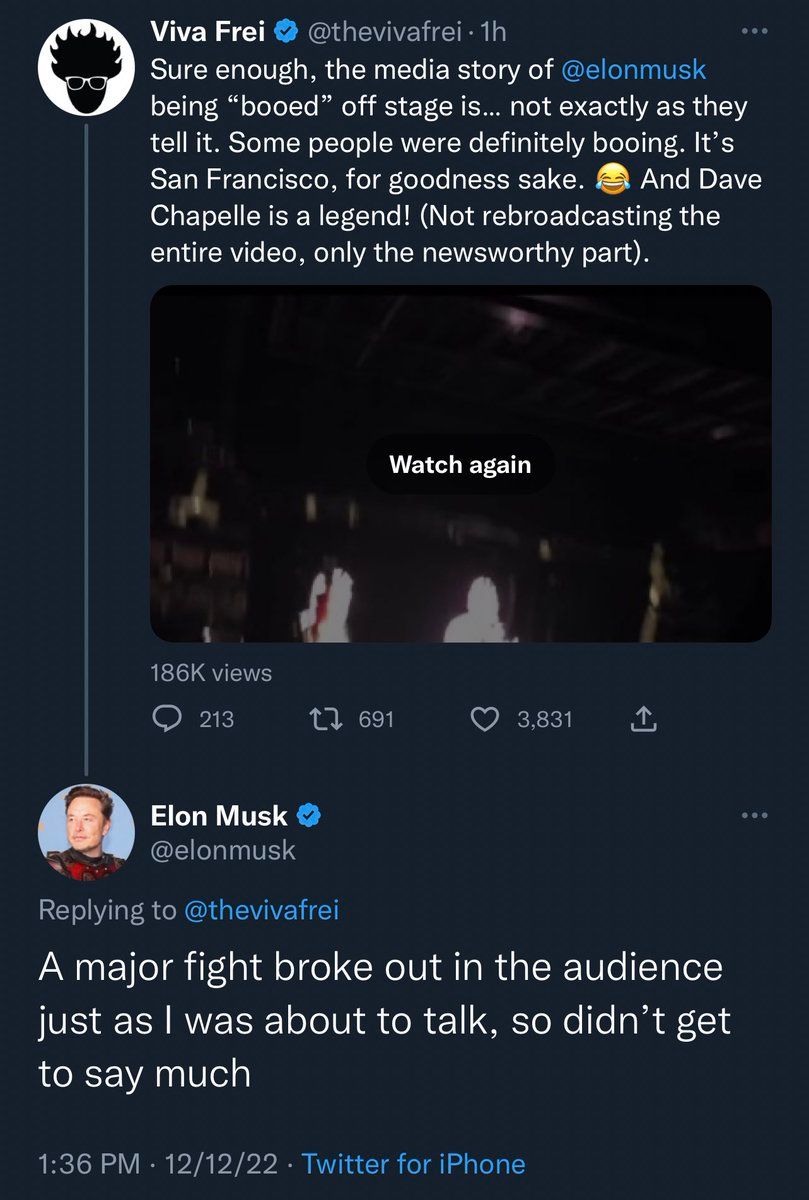 Viva Frei @thevivafrei · 1h
Sure enough, the media story of @elonmusk
being “booed” off stage is... not exactly as they
tell it. Some people were definitely booing. It’s
San Francisco, for goodness sake. 😂 And Dave
Chapelle is a legend! (Not rebroadcasting the
entire video, only the newsworthy part).
Watch again
186K views
213 691 3,831
Elon Musk
@elonmusk
Replying to @thevivafrei
A major fight broke out in the audience
just as I was about to talk, so didn’t get
to say much
1:36 PM · 12/12/22 · Twitter for iPhone